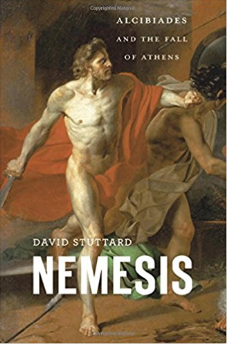 ALCIBIADES
AND THE FALL
OF ATHENS
DAVID STUTTARD
NEMESIS